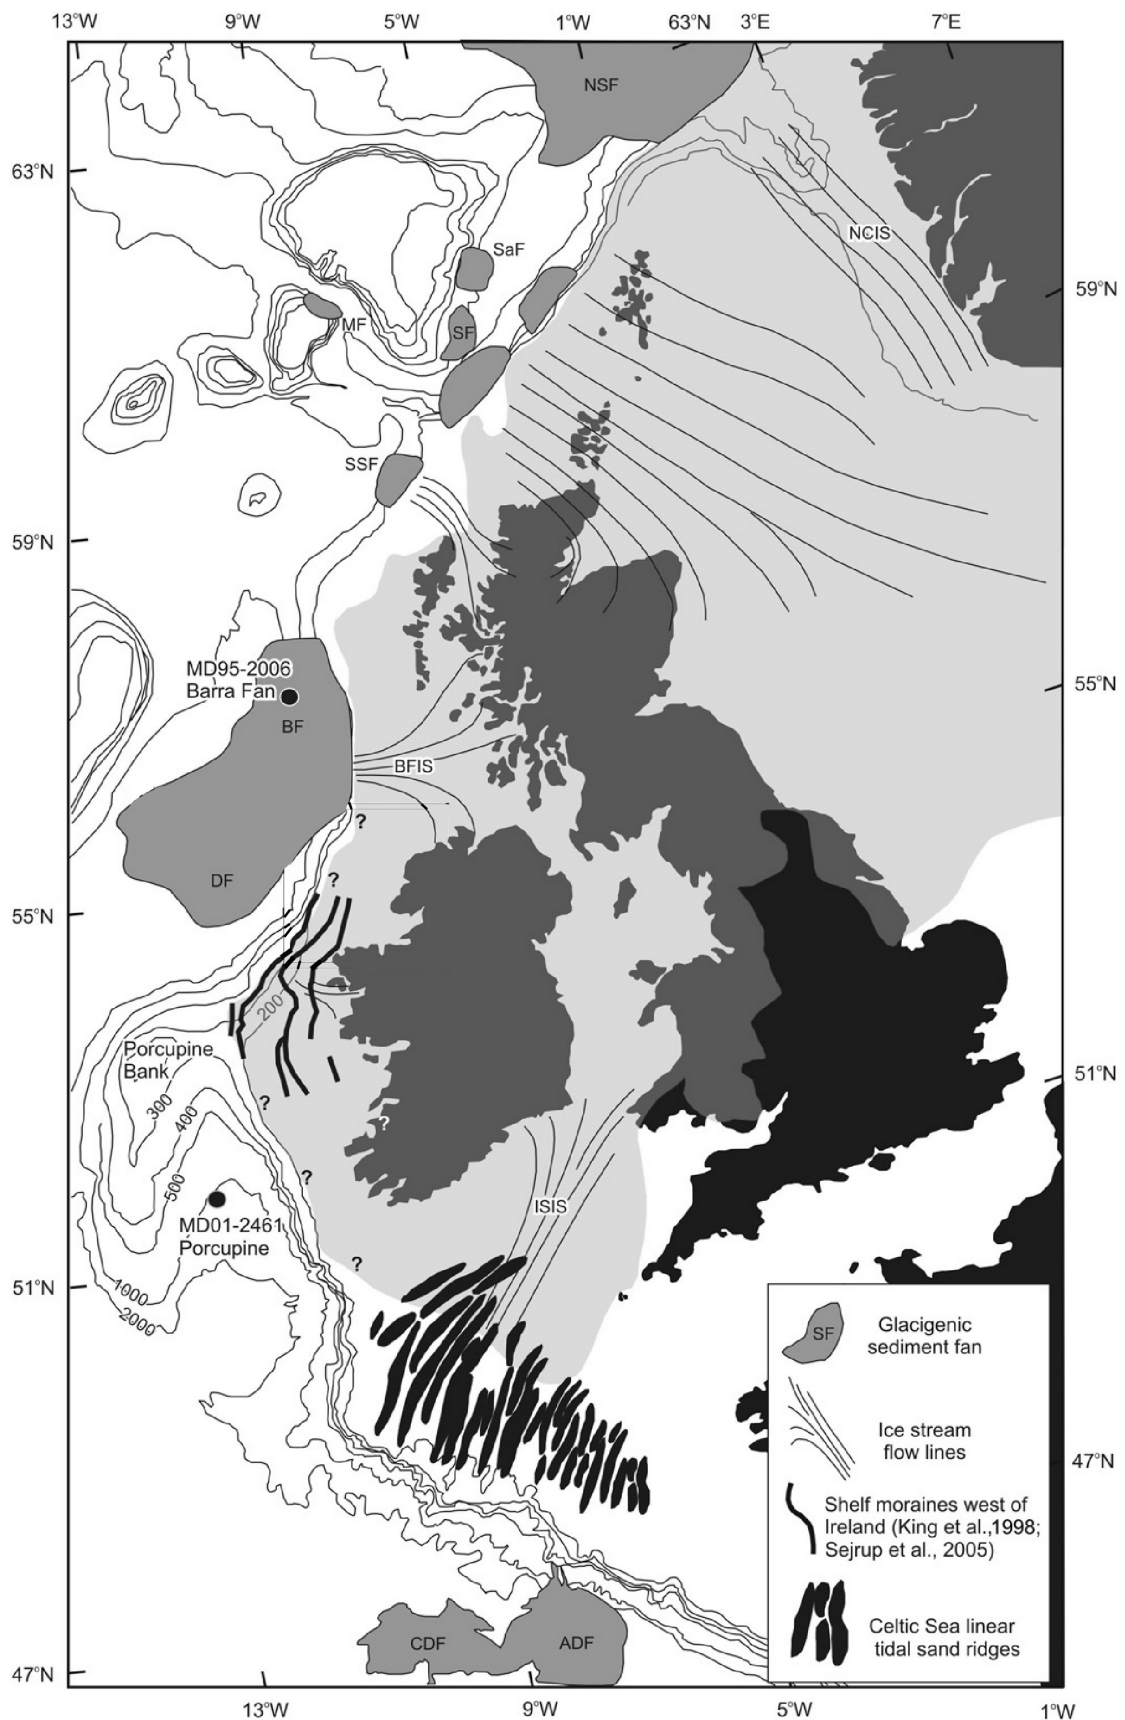 13°W 9°W 5°W 1°W 63°N 3°E 7°E
NSF
63°N
NCIS
SaF
59°N
MF
SF
SSF
59°N
MD95-2006
Barra Fan
55°N
BF
BFIS
?
DF
?
55°N
200
Porcupine
Bank
51°N
300
400
?
?
500
?
MD01-2461
Porcupine
ISIS
?
51°N
1000
2000
SF
Glacigenic
sediment fan
Ice stream
flow lines
47°N
Shelf moraines west of
Ireland (King et al.,1998;
Sejrup et al., 2005)
Celtic Sea linear
tidal sand ridges
CDF
ADF
47°N
13°W 9°W 5°W 1°W